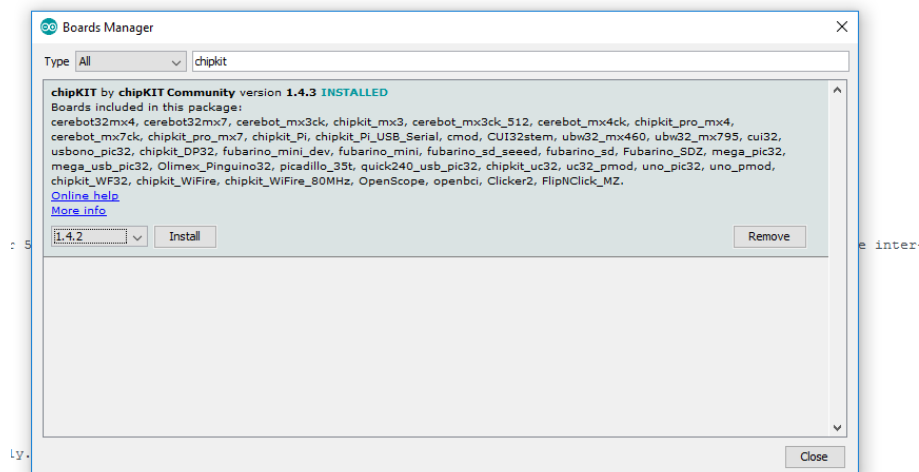 Boards Manager
Type All chipkit
chipKIT by chipKIT Community version 1.4.3 INSTALLED
Boards included in this package:
cerebot32mx4, cerebot32mx7, cerebot_mx3ck, chipkit_mx3, cerebot_mx3ck_512, cerebot_mx4ck, chipkit_pro_mx4,
cerebot_mx7ck, chipkit_pro_mx7, chipkit_Pi, chipkit_Pi_USB_Serial, cmod, CUI32stem, ubw32_mx460, ubw32_mx795, cui32,
usbono_pic32, chipkit_DP32, fubarino_mini_dev, fubarino_mini, fubarino_sd_seeed, fubarino_sd, Fubarino_SDZ, mega_pic32,
mega_usb_pic32, Olimex_Pinguino32, picadillo_35t, quick240_usb_pic32, chipkit_uc32, uc32_pmod, uno_pic32, uno_pmod,
chipkit_WF32, chipkit_WiFire, chipkit_WiFire_80MHz, OpenScope, openbci, Clicker2, FlipNClick_MZ.
Online help
More info
1.4.2 Install Remove
r 5 e inter
ly.
Close